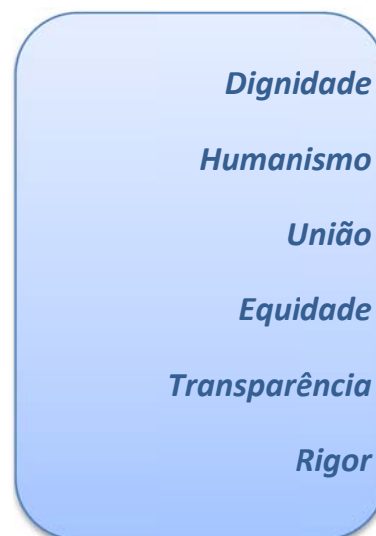 Dignidade
Humanismo
União
Equidade
Transparência
Rigor